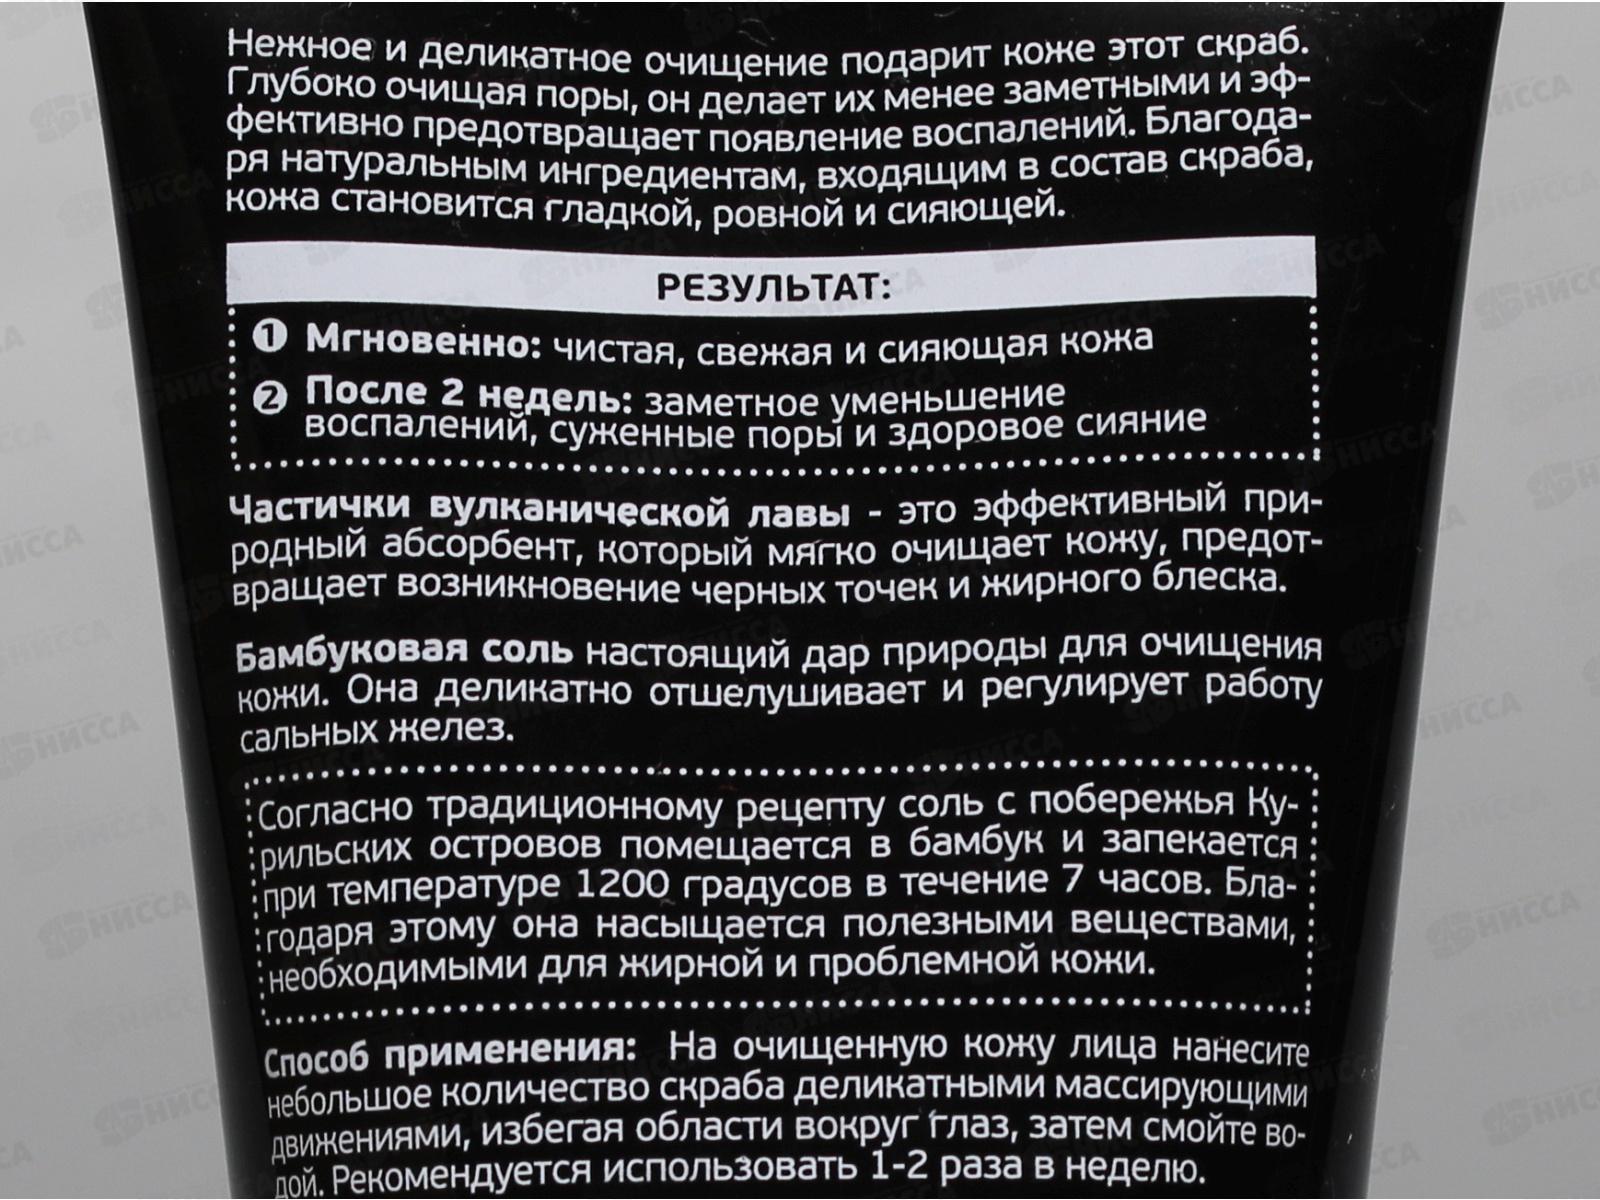 Нежное и деликатное очищение подарит коже этот скраб.
Глубоко очищая поры, он делает их менее заметными и эф-
фективно предотвращает появление воспалений. Благода-
ря натуральным ингредиентам, входящим в состав скраба,
кожа становится гладкой, ровной и сияющей.
РЕЗУЛЬТАТ:
1 Мгновенно: чистая, свежая и сияющая кожа
2 После 2 недель: заметное уменьшение
воспалений, суженные поры и здоровое сияние
Частички вулканической лавы - это эффективный при-
родный абсорбент, который мягко очищает кожу, предот-
вращает возникновение черных точек и жирного блеска.
Бамбуковая соль настоящий дар природы для очищения
кожи. Она деликатно отшелушивает и регулирует работу
сальных желез.
Согласно традиционному рецепту соль с побережья Ку-
рильских островов помещается в бамбук и запекается
при температуре 1200 градусов в течение 7 часов. Бла-
годаря этому она насыщается полезными веществами,
необходимыми для жирной и проблемной кожи.
Способ применения: На очищенную кожу лица нанесите
небольшое количество скраба деликатными массирующими
движениями, избегая области вокруг глаз, затем смойте во-
дой. Рекомендуется использовать 1-2 раза в неделю.